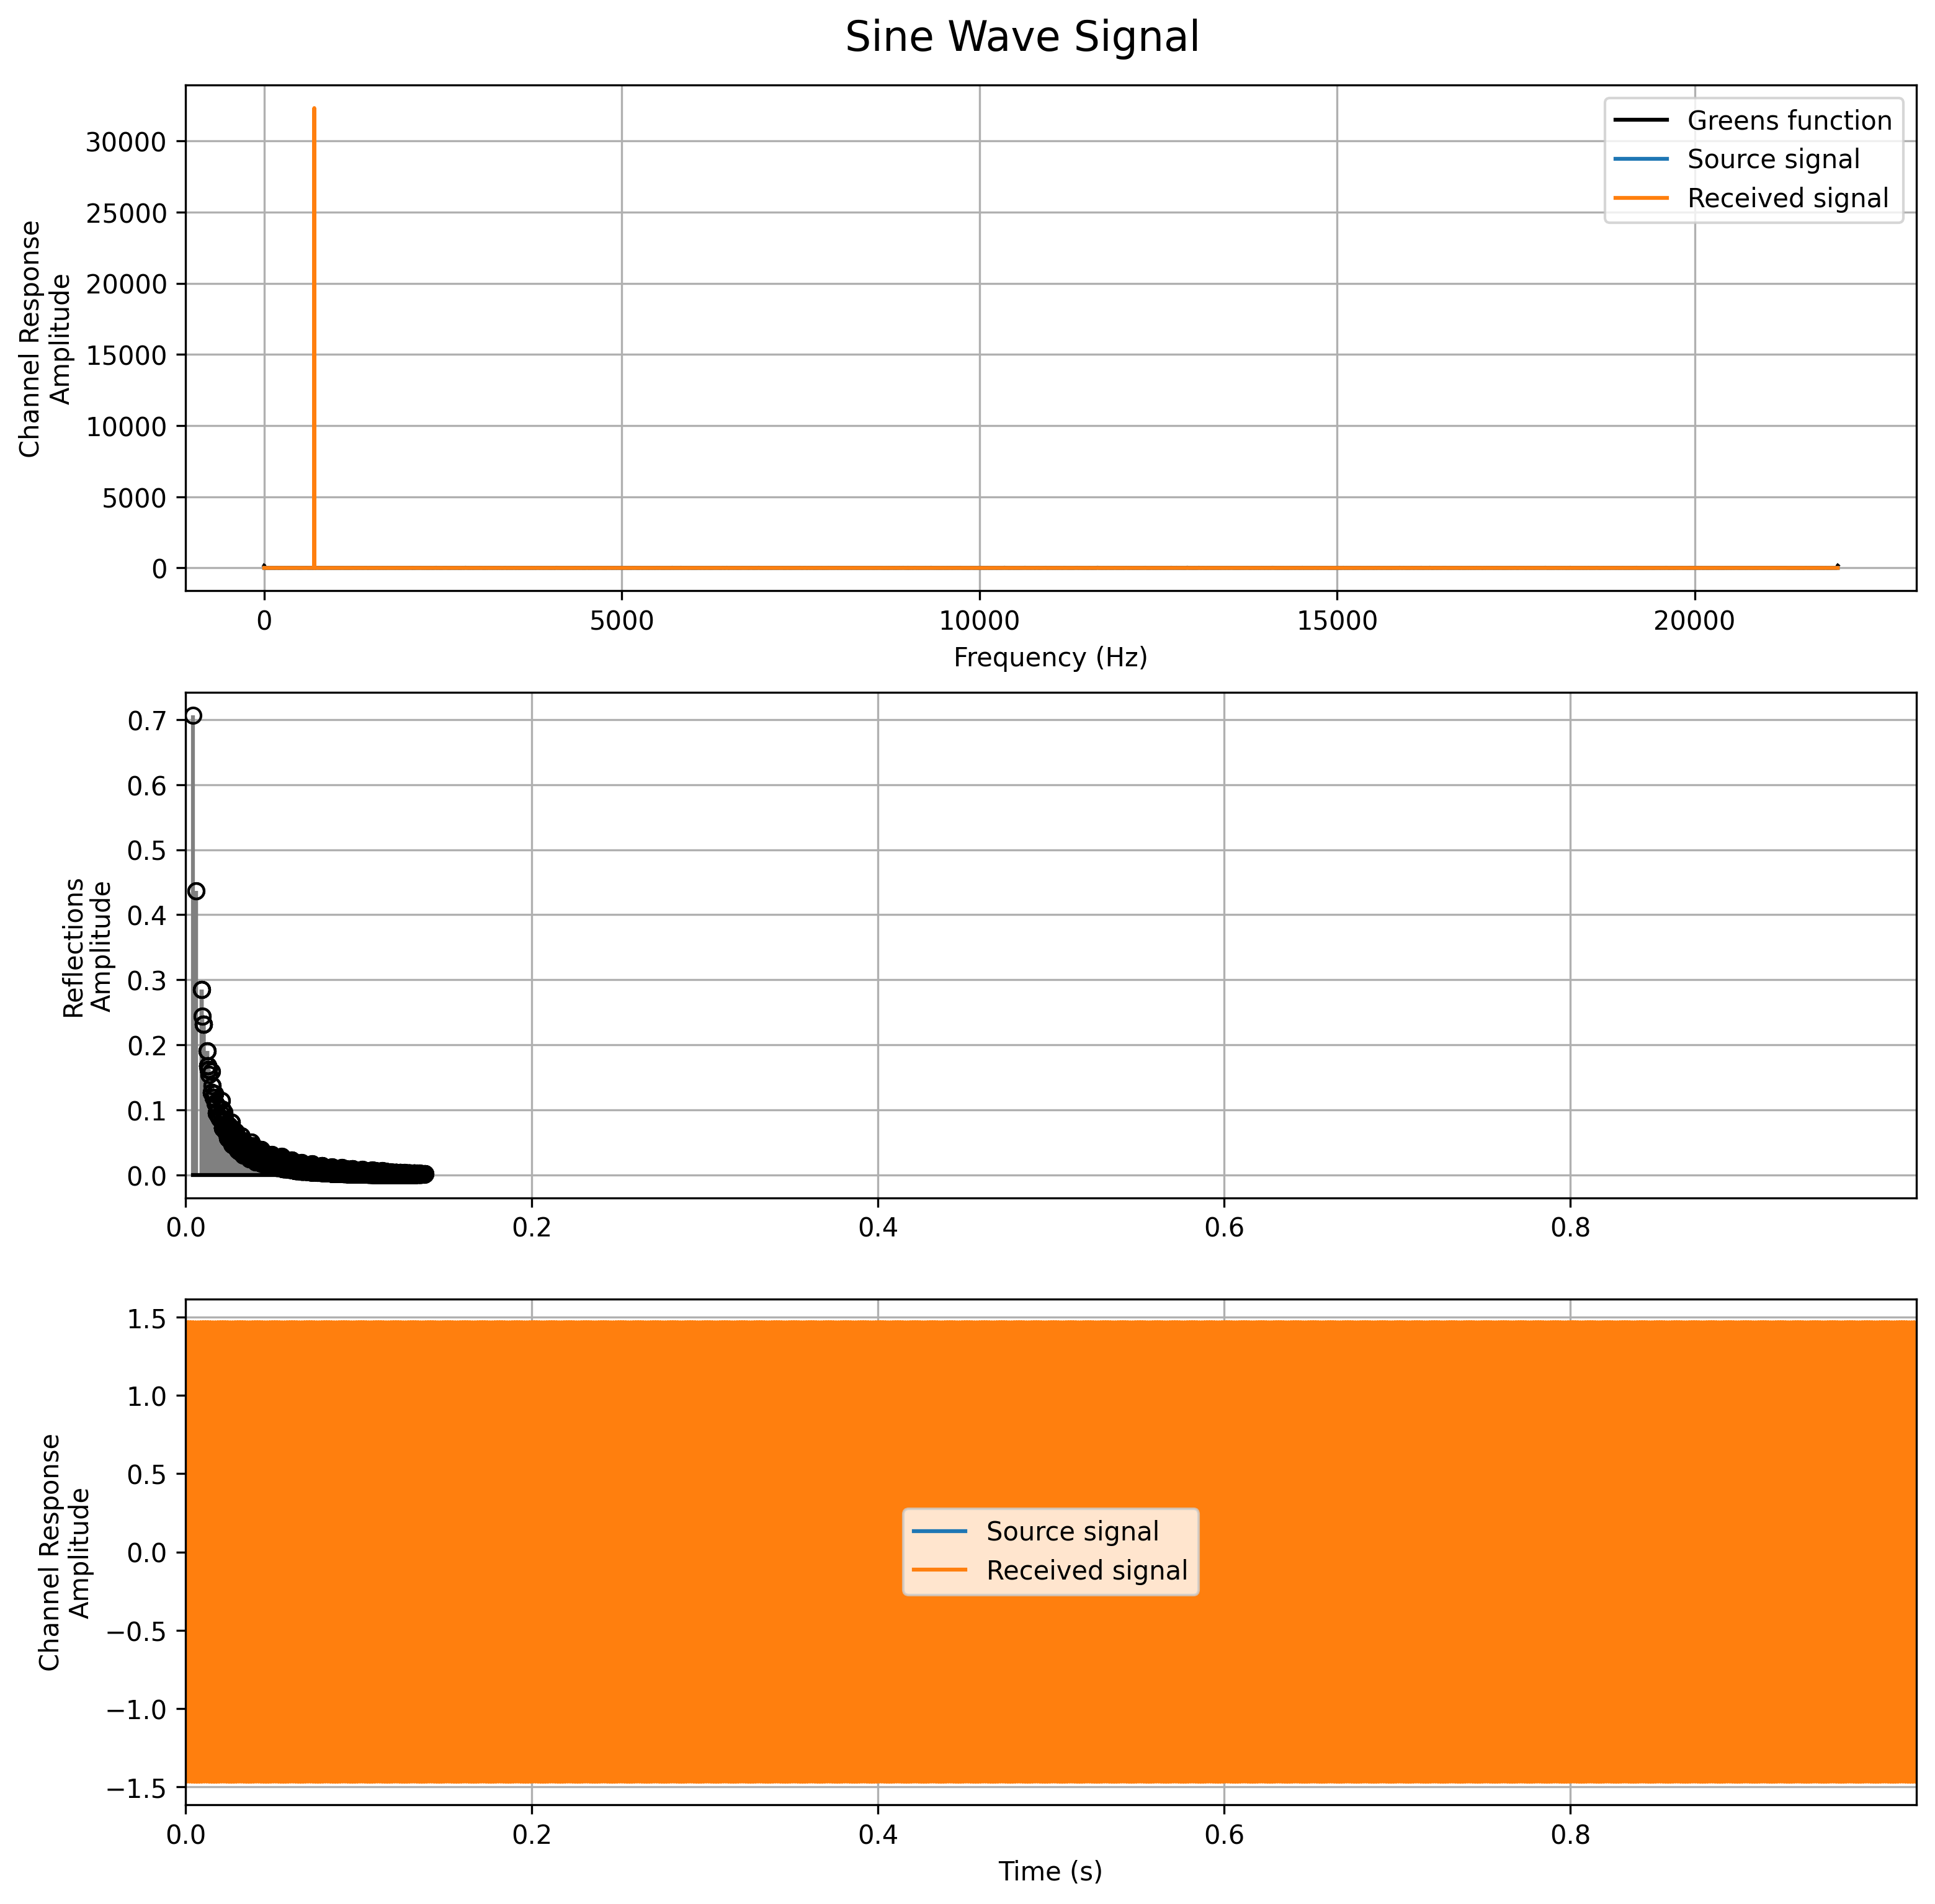 Sine Wave Signal
Channel Response
Amplitude
30000
25000
20000
15000
10000
5000
0
Greens function
Source signal
Received signal
0 5000 10000 15000 20000
Frequency (Hz)
Reflections
Amplitude
0.7
0.6
0.5
0.4
0.3
0.2
0.1
0.0
0.0 0.2 0.4 0.6 0.8
Channel Response
Amplitude
1.5
1.0
0.5
0.0
−0.5
−1.0
−1.5
Source signal
Received signal
0.0 0.2 0.4 0.6 0.8
Time (s)